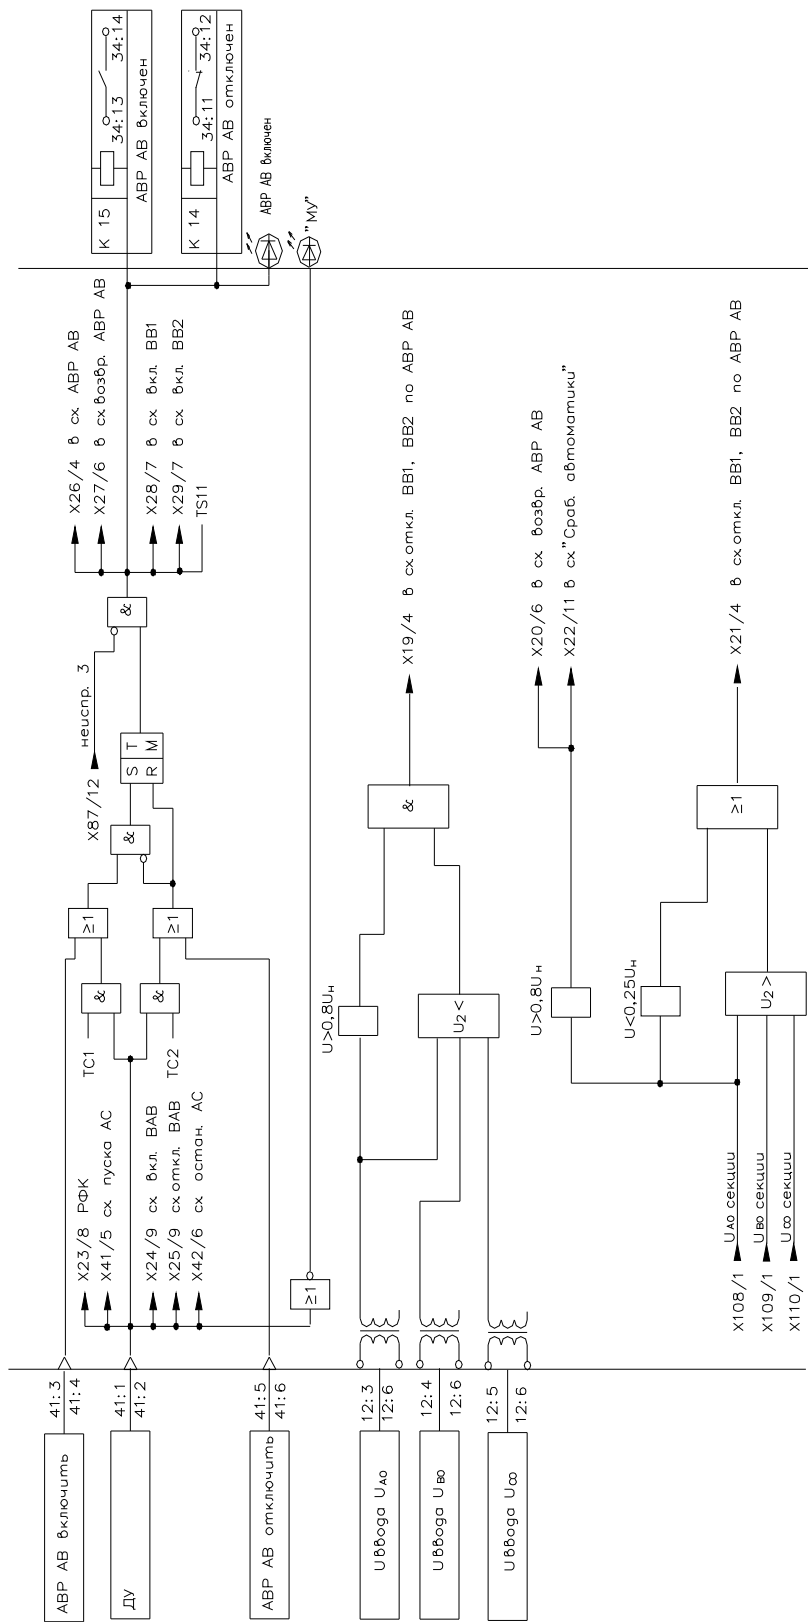 АВР АВ включить
41:3
41:4
ДУ
41:1
41:2
АВР АВ отключить
41:5
41:6
X23/8 РФК
X41/5 сх. пуска АС
X24/9 сх. вкл. ВАВ
X25/9 сх.откл. ВАВ
X42/6 сх. остан. АС
≥1
ТС1
ТС2
&
&
≥1
≥1
&
X87/12
неиспр. 3
S T
R M
&
X26/4 в сх. АВР АВ
X27/6 в сх.возвр. АВР АВ
X28/7 в сх. вкл. ВВ1
X29/7 в сх. вкл. ВВ2
TS11
К 15
34:13
34:14
АВР АВ включен
К 14
34:11
34:12
АВР АВ отключен
АВР АВ включен
"МУ"
Uввода UАО
12:3
12:6
Uввода UВО
12:4
12:6
Uввода UСО
12:5
12:6
U>0,8Uн
U2 <
&
X19/4 в сх.откл. ВВ1, ВВ2 по АВР АВ
U>0,8Uн
X20/6 в сх. возвр. АВР АВ
X22/11 в сх."Сраб. автоматики"
X108/1
UАО секции
X109/1
UВО секции
X110/1
UСО секции
U<0,25Uн
U2 >
≥1
X21/4 в сх.откл. ВВ1, ВВ2 по АВР АВ